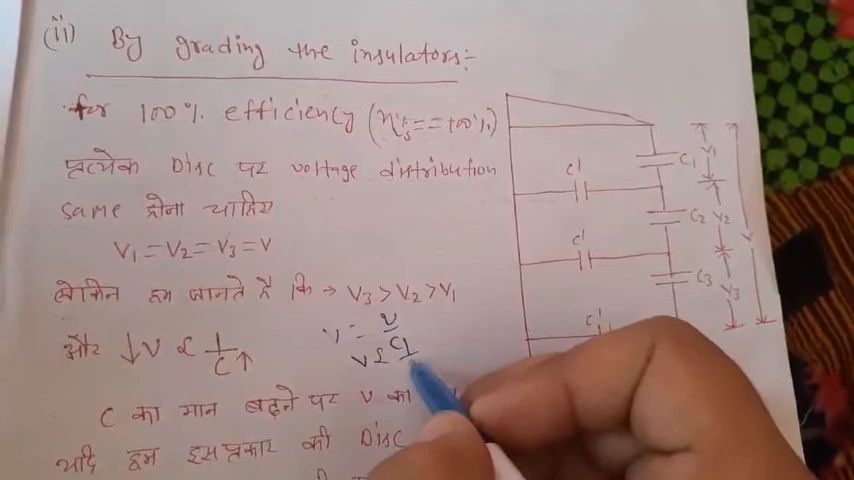 (ii) By grading the insulators:-
for 100% efficiency (η's == 100%)
प्रत्येक Disc पर voltage distribution
same होना चाहिए
V₁ = V₂ = V₃ = V
लेकिन हम जानते है कि → V₃ > V₂ > V₁
और ↓V ∝ 1/C↑
C का मान बढ़ने पर V का
यदि हम इस प्रकार की Disc
C'
C'
C'
C₁
C₂
C₃
V₁
V₂
V₃
V